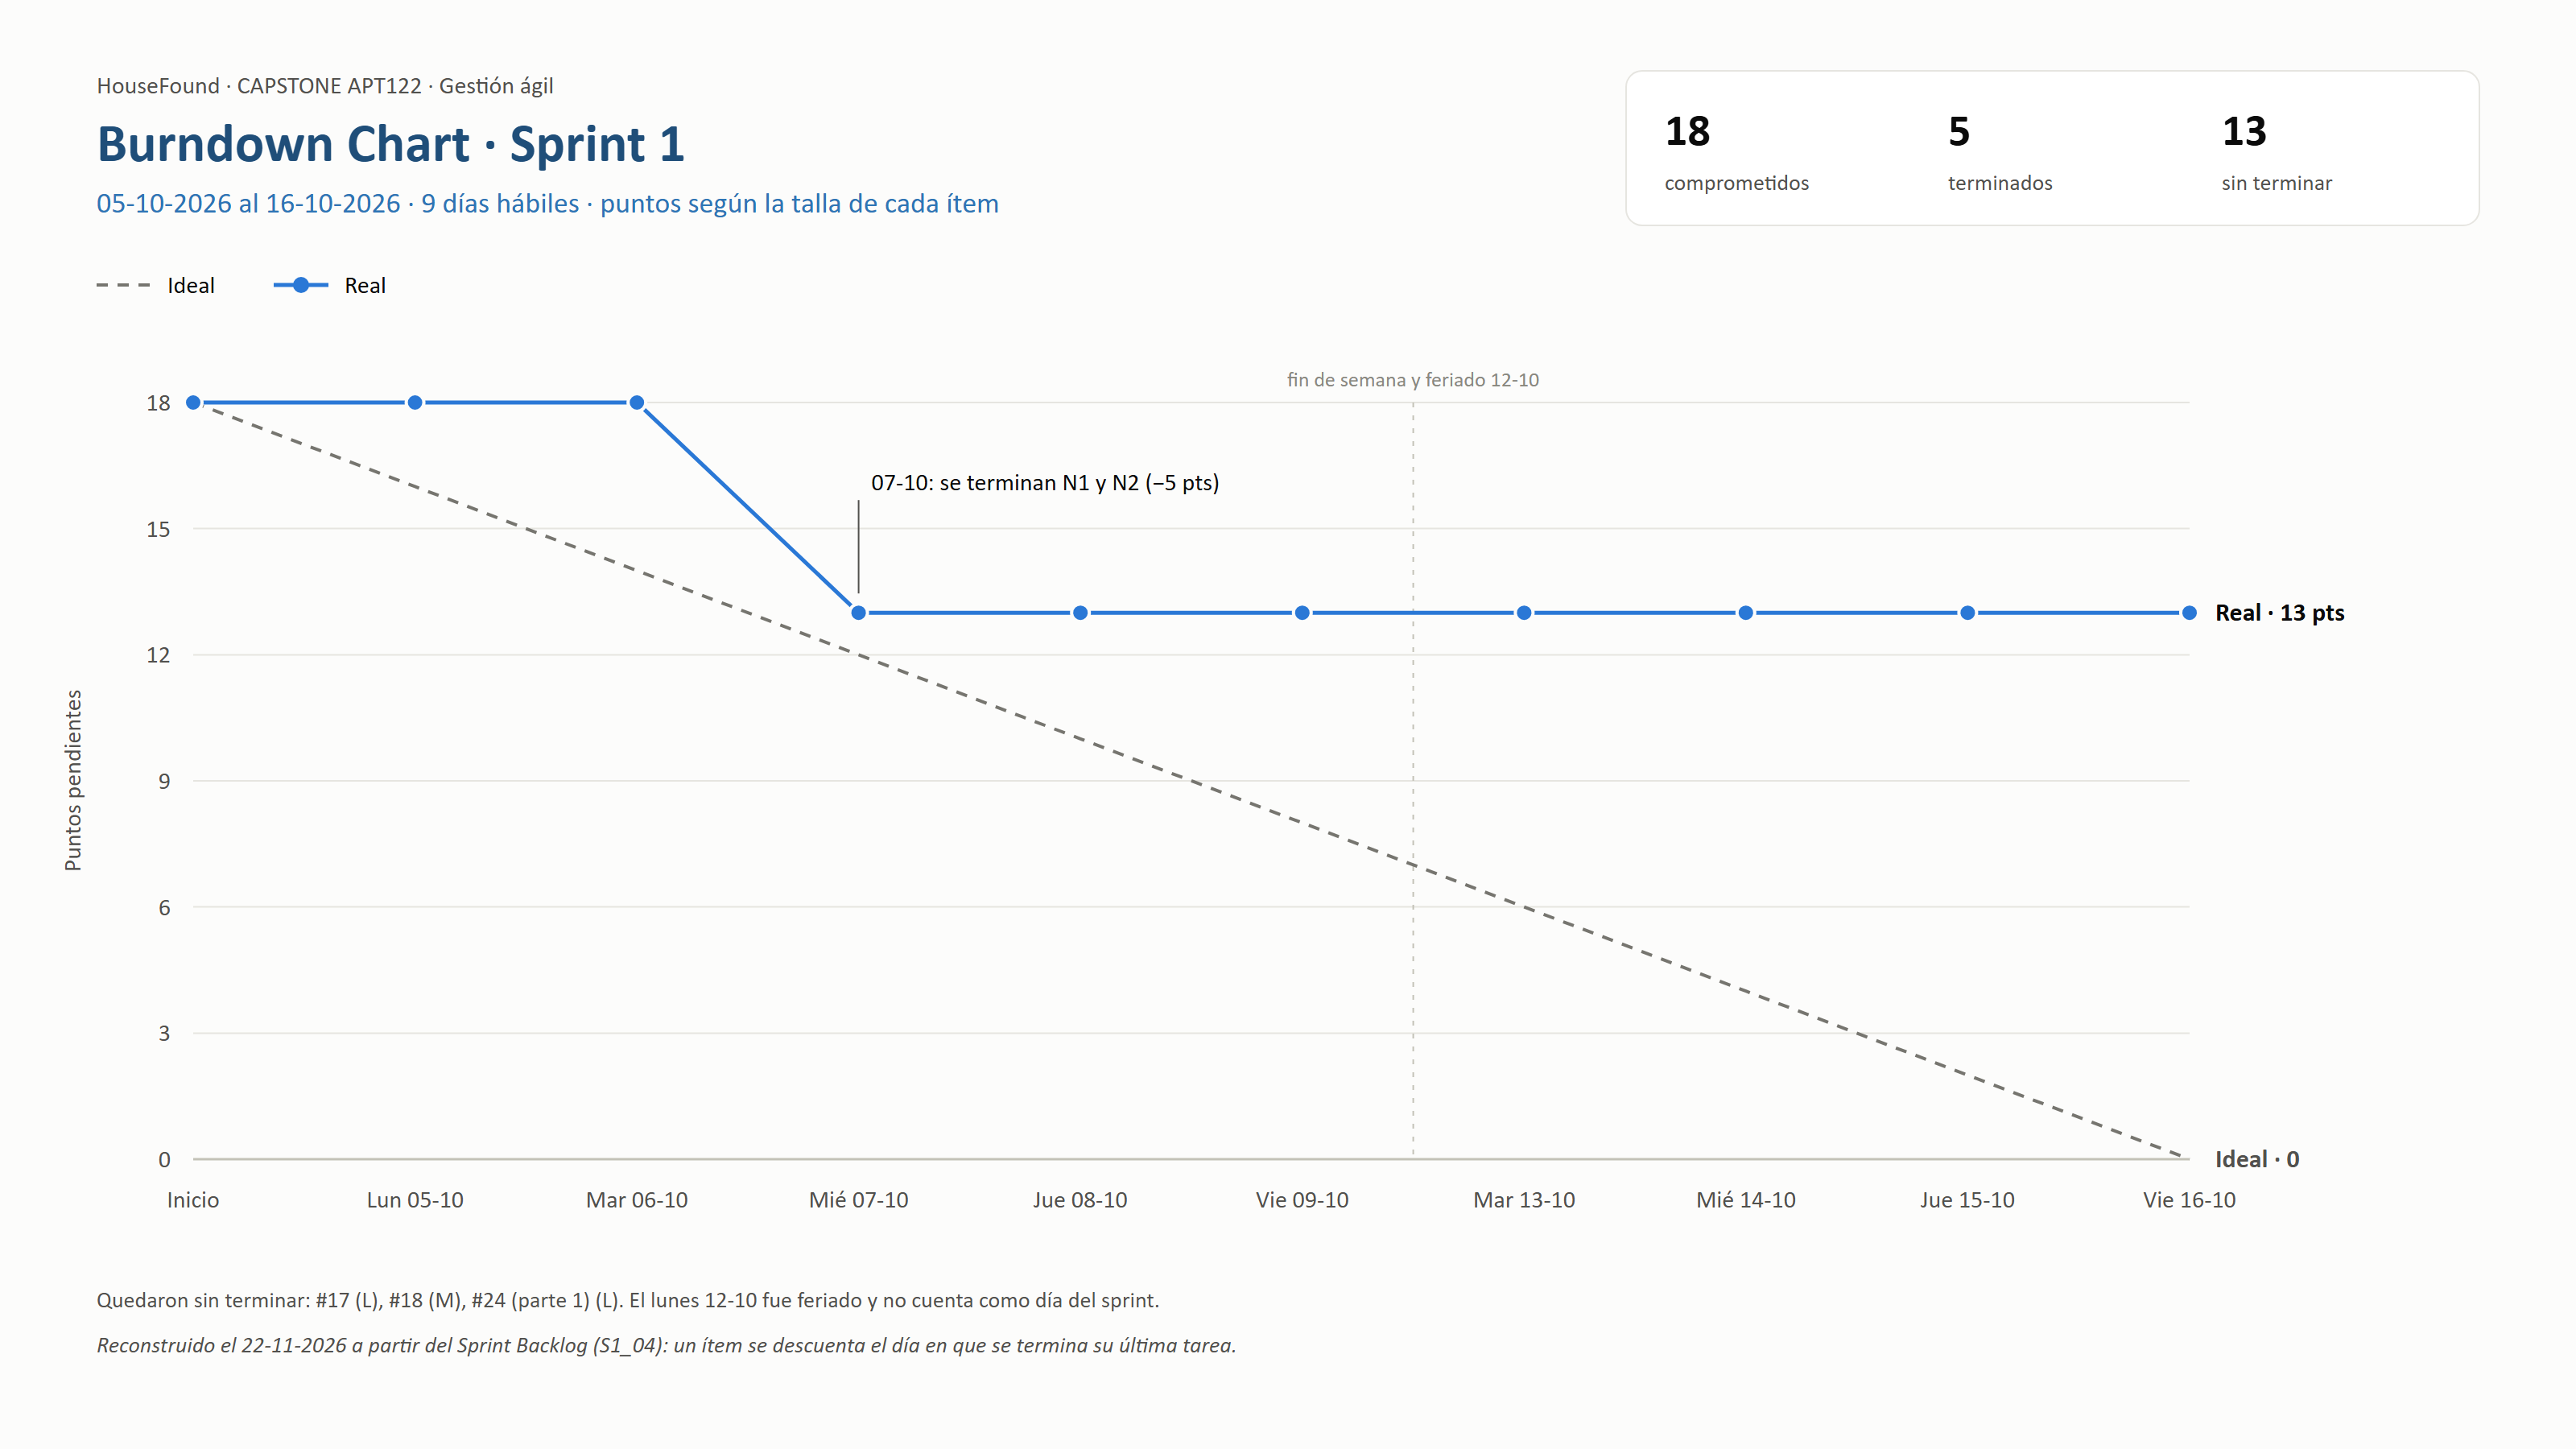 HouseFound · CAPSTONE APT122 · Gestión ágil
Burndown Chart · Sprint 1
05-10-2026 al 16-10-2026 · 9 días hábiles · puntos según la talla de cada ítem
18
comprometidos
5
terminados
13
sin terminar
Ideal
Real
fin de semana y feriado 12-10
18
07-10: se terminan N1 y N2 (−5 pts)
15
Real · 13 pts
12
Puntos pendientes
9
6
3
0
Ideal · 0
Inicio
Lun 05-10
Mar 06-10
Mié 07-10
Jue 08-10
Vie 09-10
Mar 13-10
Mié 14-10
Jue 15-10
Vie 16-10
Quedaron sin terminar: #17 (L), #18 (M), #24 (parte 1) (L). El lunes 12-10 fue feriado y no cuenta como día del sprint.
Reconstruido el 22-11-2026 a partir del Sprint Backlog (S1_04): un ítem se descuenta el día en que se termina su última tarea.